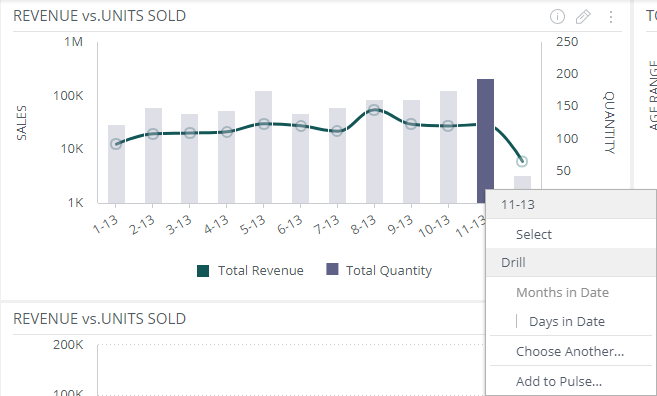 REVENUE vs.UNITS SOLD
TO
1M
100K
10K
1K
SALES
250
200
150
100
50
QUANTITY
AGE RANGE
1-13 2-13 3-13 4-13 5-13 6-13 7-13 8-13 9-13 10-13 11-13
Total Revenue Total Quantity
11-13
Select
Drill
Months in Date
Days in Date
Choose Another...
Add to Pulse...
REVENUE vs.UNITS SOLD
200K
100K